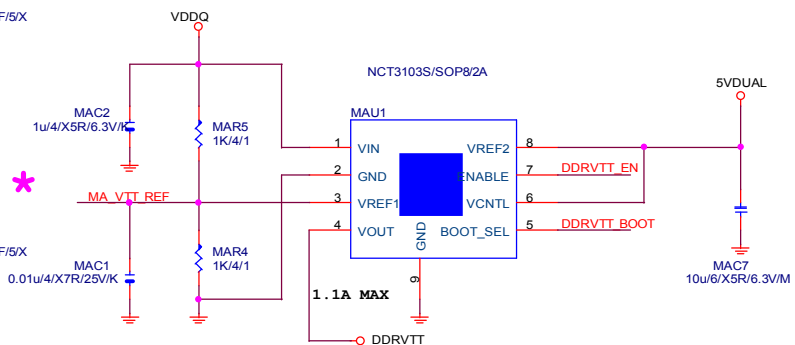 F/5/X
VDDQ
NCT3103S/SOP8/2A
5VDUAL
MAC2
1u/4/X5R/6.3V/K
MAR5
1K/4/1
MAU1
1 VIN VREF2 8
2 GND ENABLE 7 DDRVTT_EN
MA_VTT_REF 3 VREF1 VCNTL 6
4 VOUT BOOT_SEL 5 DDRVTT_BOOT
GND
9
F/5/X
MAC1
0.01u/4/X7R/25V/K
MAR4
1K/4/1
MAC7
10u/6/X5R/6.3V/M
1.1A MAX
DDRVTT